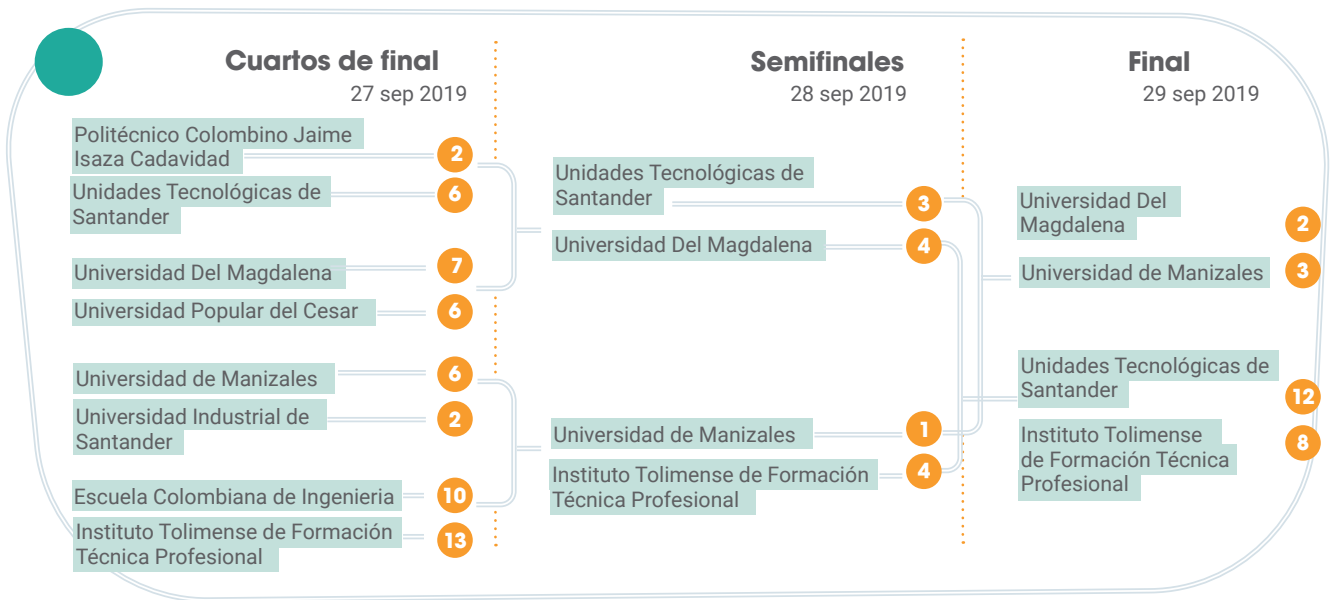 Cuartos de final
27 sep 2019
Politécnico Colombino Jaime
Isaza Cadavidad
2
Unidades Tecnológicas de
Santander
6
Universidad Del Magdalena
7
Universidad Popular del Cesar
6
Universidad de Manizales
6
Universidad Industrial de
Santander
2
Escuela Colombiana de Ingenieria
10
Instituto Tolimense de Formación
Técnica Profesional
13
Semifinales
28 sep 2019
Unidades Tecnológicas de
Santander
3
Universidad Del Magdalena
4
Universidad de Manizales
1
Instituto Tolimense de Formación
Técnica Profesional
4
Final
29 sep 2019
Universidad Del
Magdalena
2
Universidad de Manizales
3
Unidades Tecnológicas de
Santander
12
Instituto Tolimense
de Formación Técnica
Profesional
8